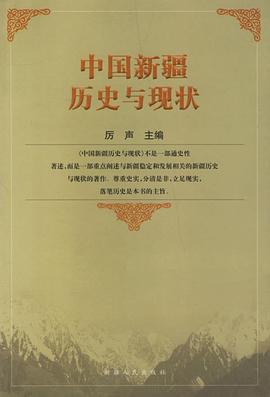 中国新疆
历史与现状
厉 声 主编
《中国新疆历史与现状》不是一部通史性
著述,而是一部重点阐述与新疆稳定和发展相关的新疆历史
与现状的著作。尊重史实,分清是非,立足现实,
落笔历史是本书的主旨。
新疆人民出版社